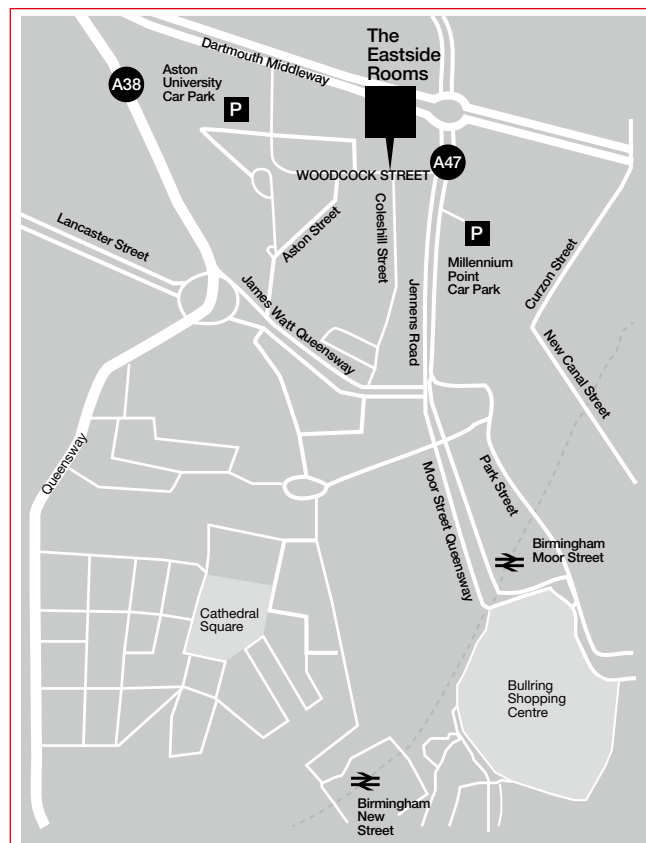 The
Eastside
Rooms
Dartmouth Middleway
A38
Aston
University
Car Park
P
WOODCOCK STREET
A47
Lancaster Street
Aston Street
Coleshill Street
P
Millennium
Point
Car Park
Curzon Street
James Watt Queensway
Jennens Road
New Canal Street
Queensway
Moor Street Queensway
Park Street
Birmingham
Moor Street
Cathedral
Square
Bullring
Shopping
Centre
Birmingham
New
Street